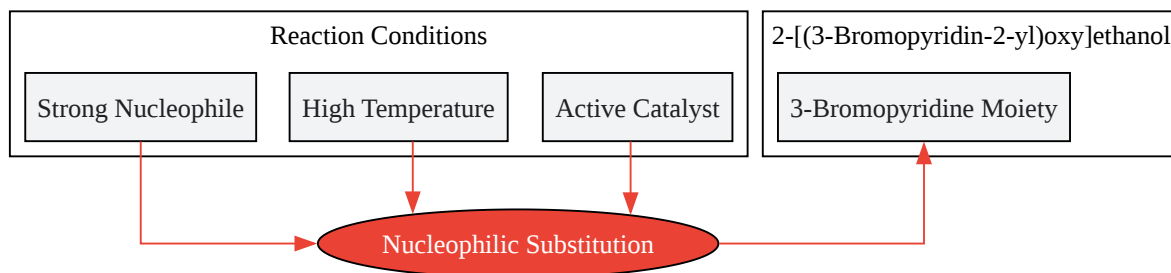 Reaction Conditions
2-[(3-Bromopyridin-2-yl)oxy]ethanol
Strong Nucleophile
High Temperature
Active Catalyst
3-Bromopyridine Moiety
Nucleophilic Substitution